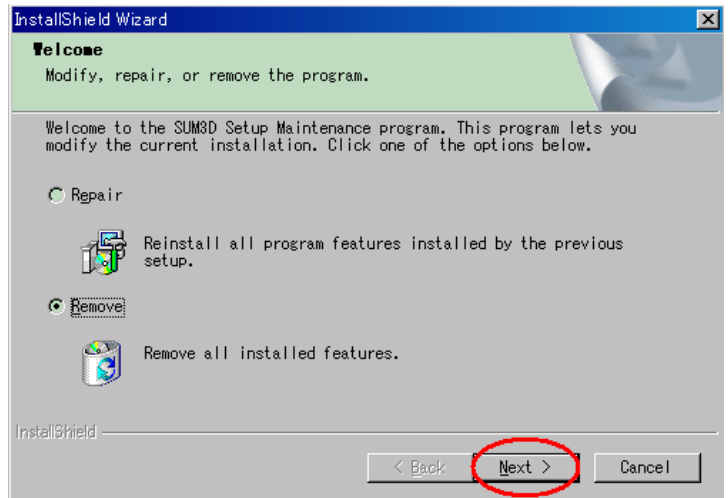 InstallShield Wizard
Welcome
Modify, repair, or remove the program.
Welcome to the SUM3D Setup Maintenance program. This program lets you
modify the current installation. Click one of the options below.
Repair
Reinstall all program features installed by the previous
setup.
Remove
Remove all installed features.
InstallShield
< Back
Next >
Cancel